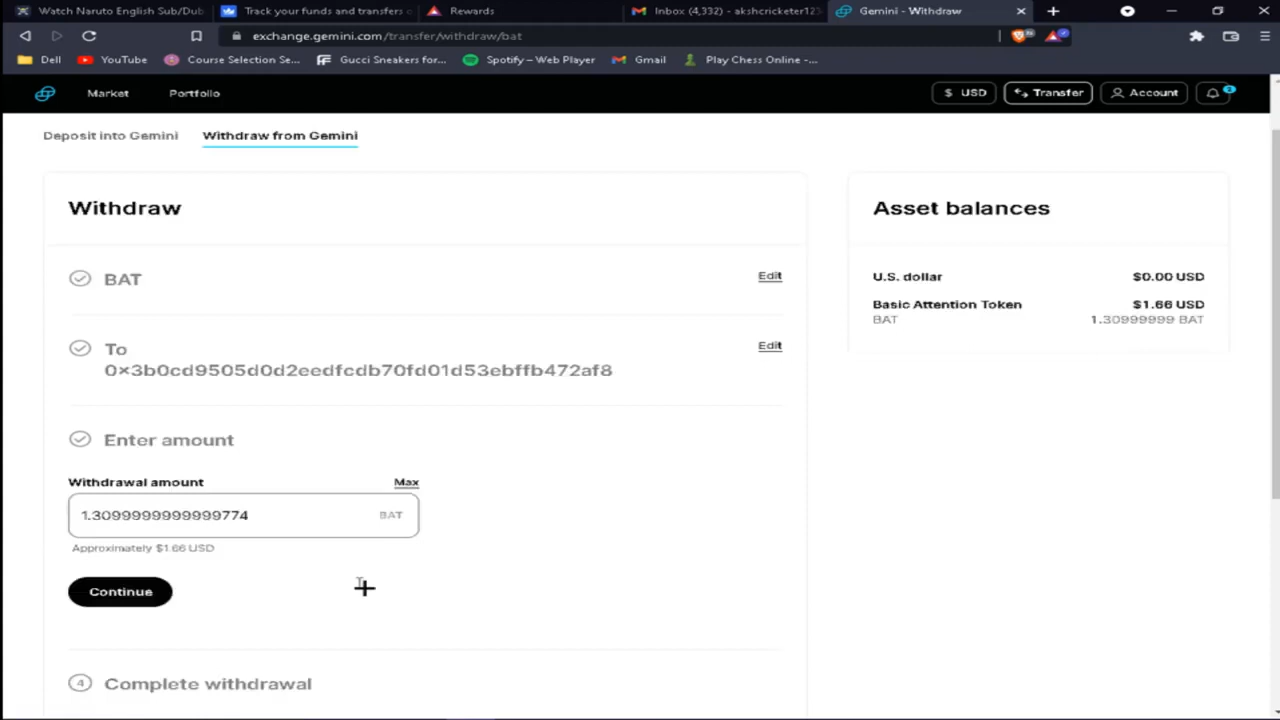 Watch Naruto English Sub/Dub
Track your funds and transfers o
Rewards
Inbox (4,332) - akshcricketer123
Gemini - Withdraw
exchange.gemini.com/transfer/withdraw/bat
Dell
YouTube
Course Selection Se...
Gucci Sneakers for...
Spotify – Web Player
Gmail
Play Chess Online -...
Market
Portfolio
$ USD
Transfer
Account
Deposit into Gemini
Withdraw from Gemini
Withdraw
Asset balances
BAT
Edit
U.S. dollar
$0.00 USD
Basic Attention Token
$1.66 USD
BAT
1.30999999 BAT
To
Edit
0x3b0cd9505d0d2eedfcdb70fd01d53ebffb472af8
Enter amount
Withdrawal amount
Max
1.3099999999999774
BAT
Approximately $1.66 USD
Continue
4
Complete withdrawal